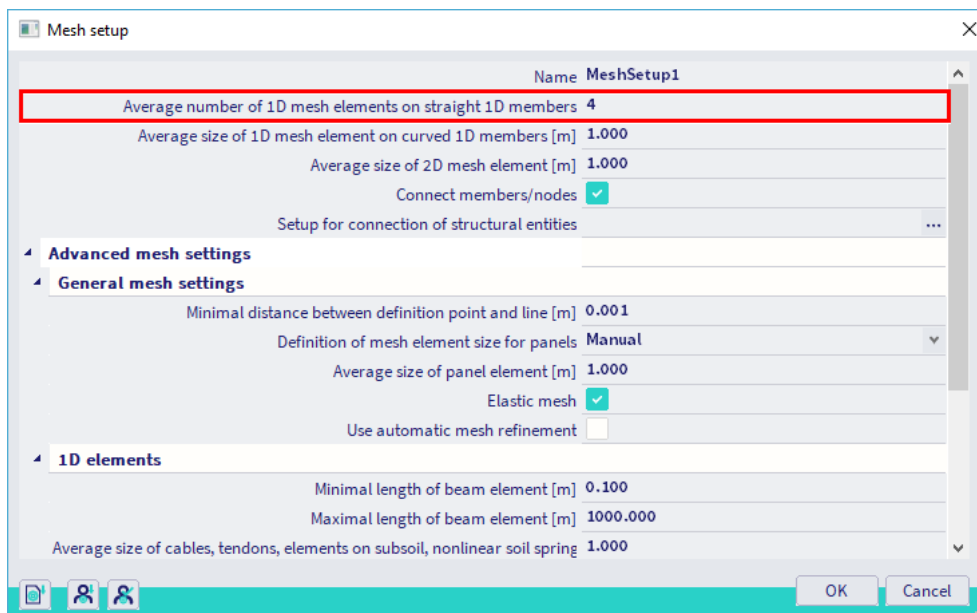 Mesh setup
Name MeshSetup1
Average number of 1D mesh elements on straight 1D members 4
Average size of 1D mesh element on curved 1D members [m] 1.000
Average size of 2D mesh element [m] 1.000
Connect members/nodes
Setup for connection of structural entities ...
Advanced mesh settings
General mesh settings
Minimal distance between definition point and line [m] 0.001
Definition of mesh element size for panels Manual
Average size of panel element [m] 1.000
Elastic mesh
Use automatic mesh refinement
1D elements
Minimal length of beam element [m] 0.100
Maximal length of beam element [m] 1000.000
Average size of cables, tendons, elements on subsoil, nonlinear soil spring 1.000
OK Cancel